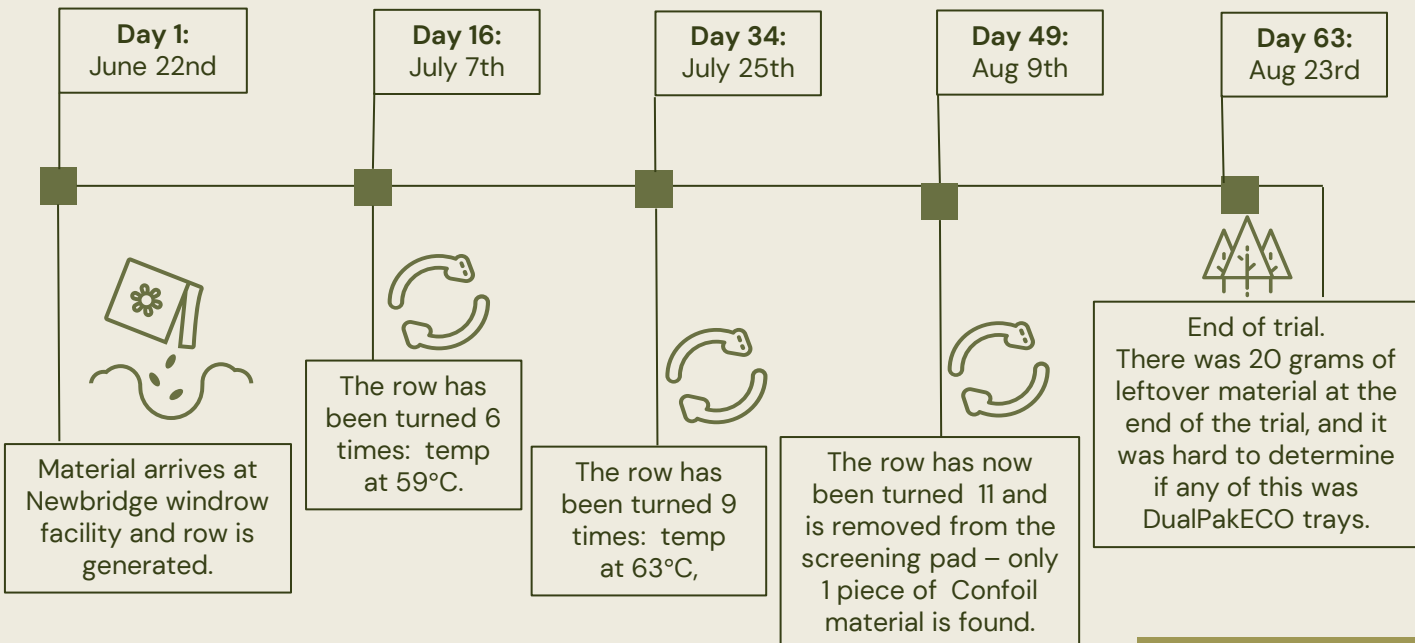 Day 1:
June 22nd
Day 16:
July 7th
Day 34:
July 25th
Day 49:
Aug 9th
Day 63:
Aug 23rd
Material arrives at
Newbridge windrow
facility and row is
generated.
The row has
been turned 6
times: temp
at 59°C.
The row has
been turned 9
times: temp
at 63°C,
The row has now
been turned 11 and
is removed from the
screening pad – only
1 piece of Confoil
material is found.
End of trial.
There was 20 grams of
leftover material at the
end of the trial, and it
was hard to determine
if any of this was
DualPakECO trays.